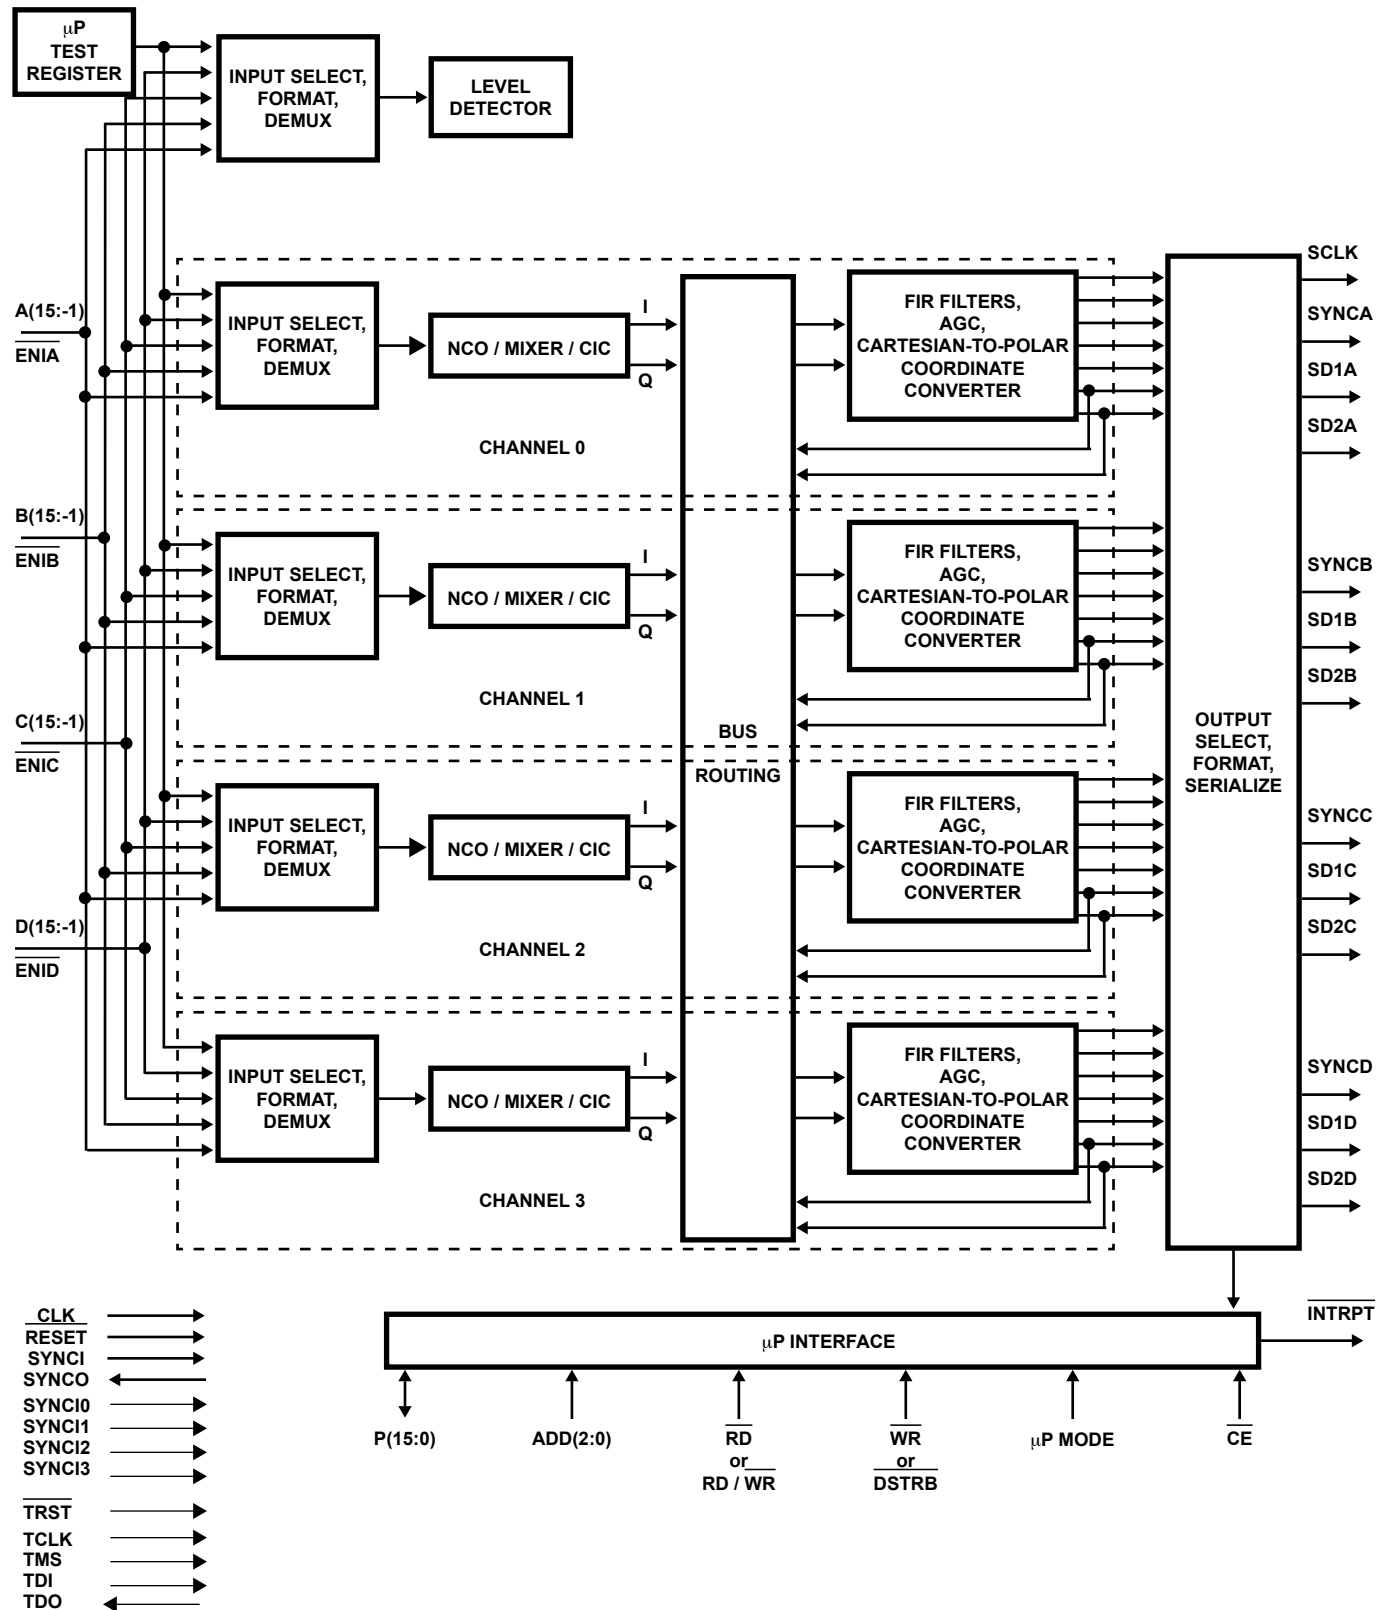 µP
TEST
REGISTER
INPUT SELECT,
FORMAT,
DEMUX
LEVEL
DETECTOR
A(15:-1)
ENIA
B(15:-1)
ENIB
C(15:-1)
ENIC
D(15:-1)
ENID
INPUT SELECT,
FORMAT,
DEMUX
NCO / MIXER / CIC
I
Q
FIR FILTERS,
AGC,
CARTESIAN-TO-POLAR
COORDINATE
CONVERTER
CHANNEL 0
INPUT SELECT,
FORMAT,
DEMUX
NCO / MIXER / CIC
I
Q
FIR FILTERS,
AGC,
CARTESIAN-TO-POLAR
COORDINATE
CONVERTER
CHANNEL 1
BUS
ROUTING
INPUT SELECT,
FORMAT,
DEMUX
NCO / MIXER / CIC
I
Q
FIR FILTERS,
AGC,
CARTESIAN-TO-POLAR
COORDINATE
CONVERTER
CHANNEL 2
INPUT SELECT,
FORMAT,
DEMUX
NCO / MIXER / CIC
I
Q
FIR FILTERS,
AGC,
CARTESIAN-TO-POLAR
COORDINATE
CONVERTER
CHANNEL 3
OUTPUT
SELECT,
FORMAT,
SERIALIZE
SCLK
SYNCA
SD1A
SD2A
SYNCB
SD1B
SD2B
SYNCC
SD1C
SD2C
SYNCD
SD1D
SD2D
INTRPT
µP INTERFACE
P(15:0)
ADD(2:0)
RD
or
RD / WR
WR
or
DSTRB
µP MODE
CE
CLK
RESET
SYNCI
SYNCO
SYNCI0
SYNCI1
SYNCI2
SYNCI3
TRST
TCLK
TMS
TDI
TDO